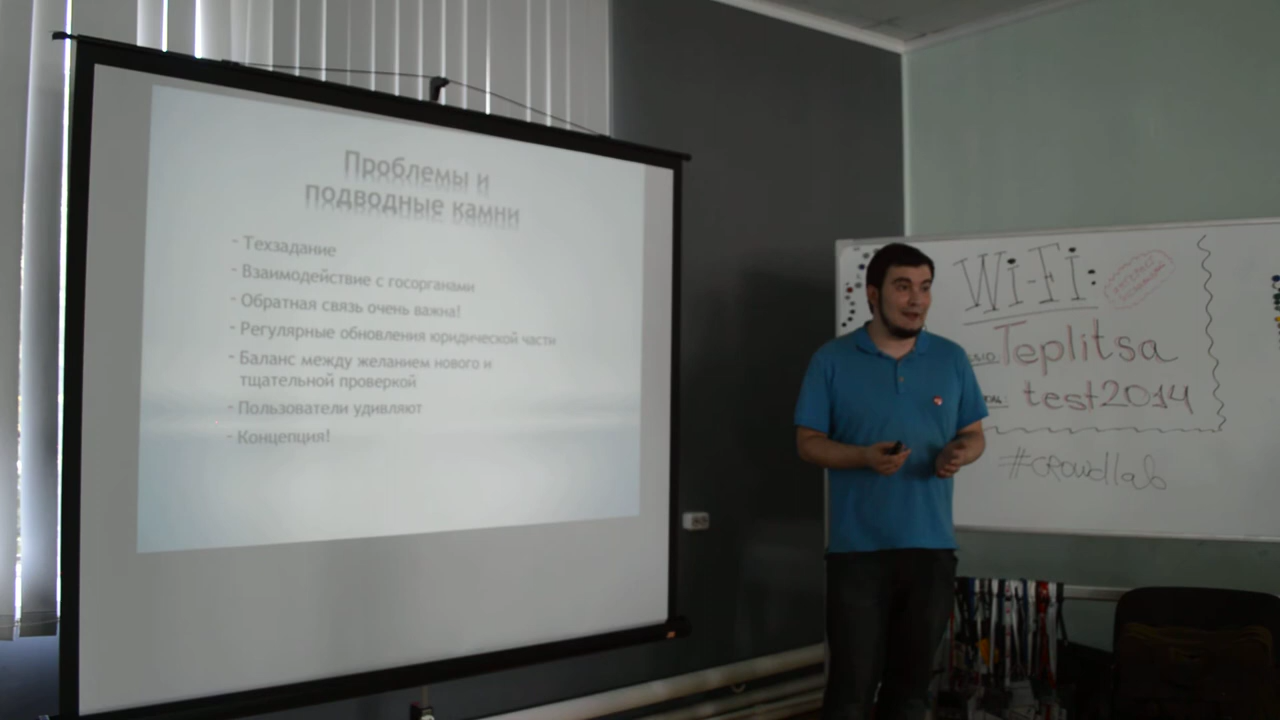 Проблемы и
подводные камни
- Техзадание
- Взаимодействие с госорганами
- Обратная связь очень важна!
- Регулярные обновления юридической части
- Баланс между желанием нового и
тщательной проверкой
- Пользователи удивляют
- Концепция!
Wi-Fi:
Teplitsa
test2014
#crowdlab